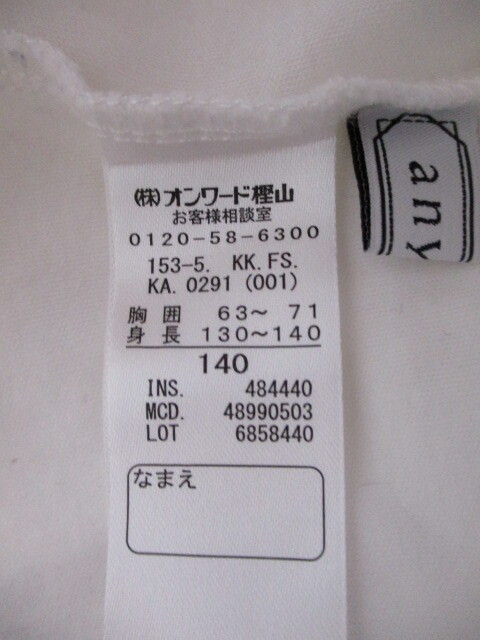 (株)オンワード樫山
お客様相談室
0120-58-6300
153-5. KK.FS.
KA.0291 (001)
胸囲 63~ 71
身長 130~140
140
INS. 484440
MCD. 48990503
LOT 6858440
なまえ
any